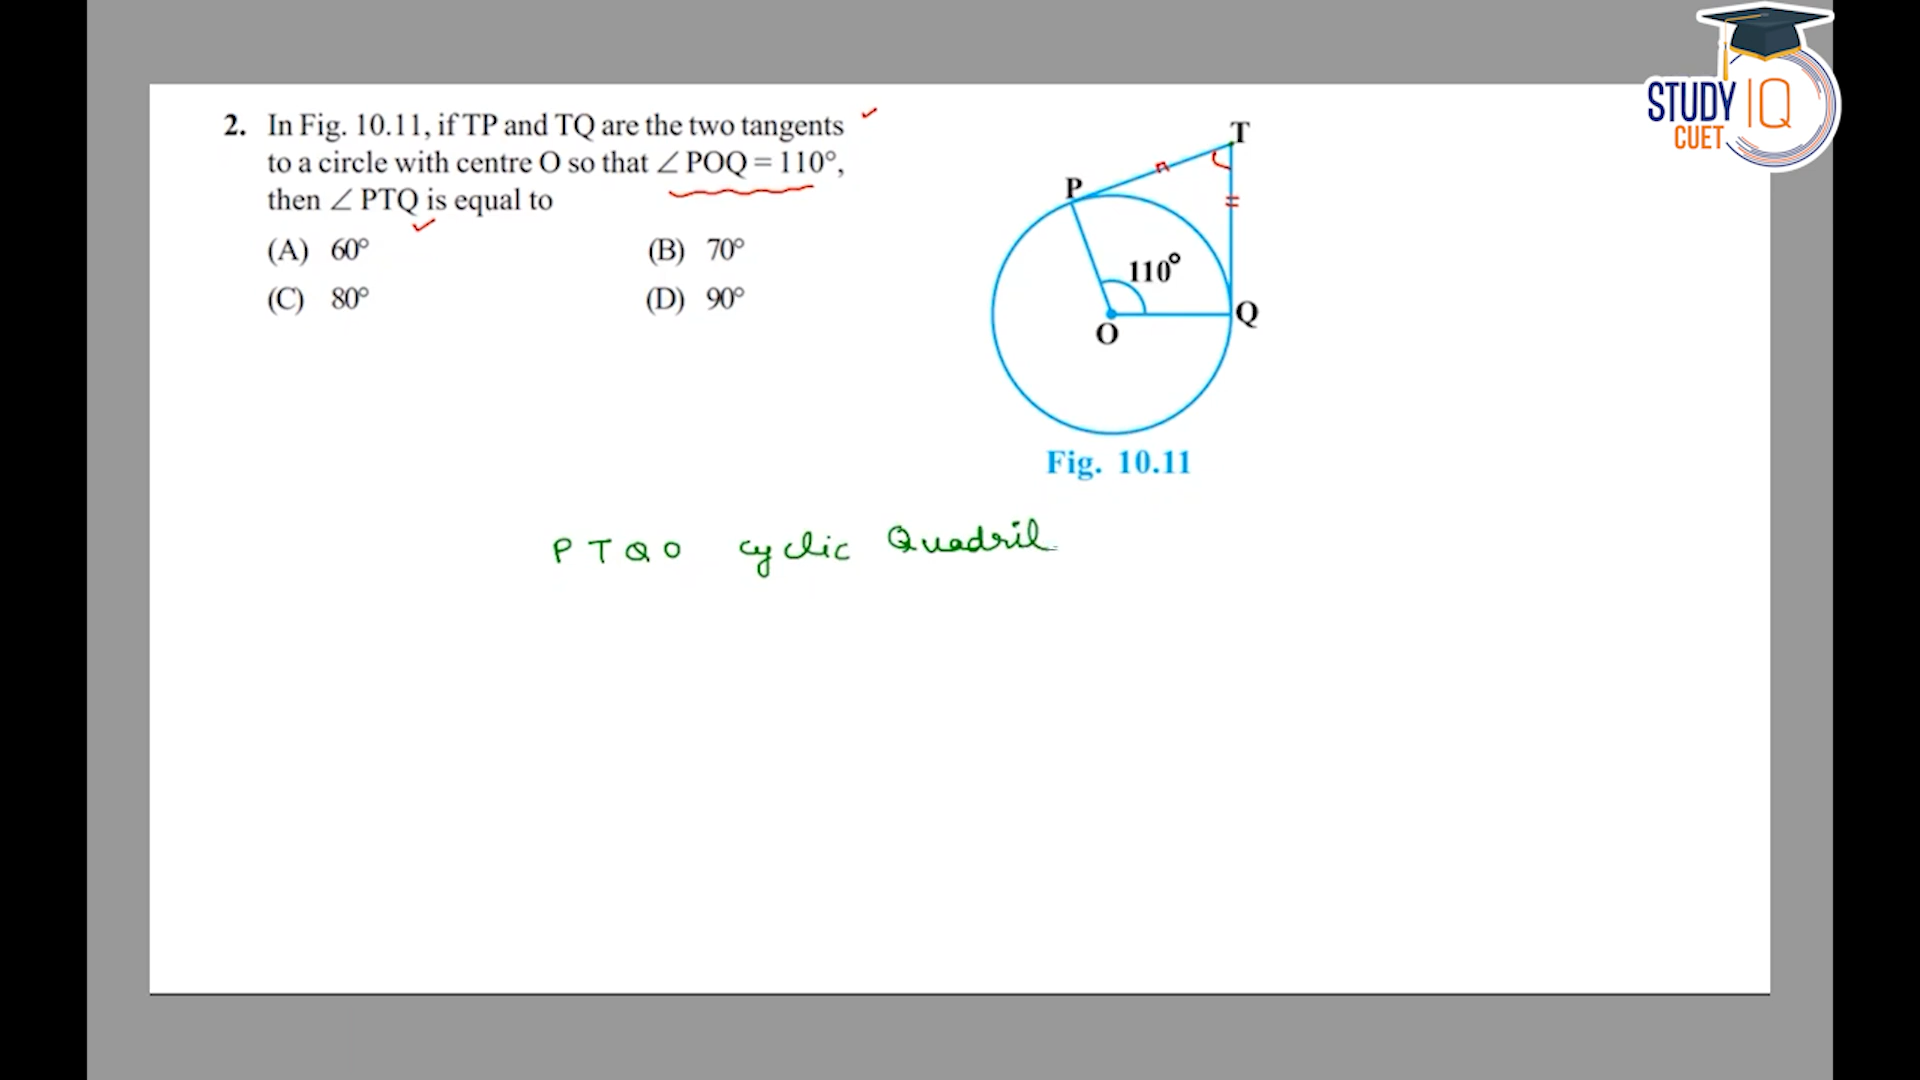 2. In Fig. 10.11, if TP and TQ are the two tangents
to a circle with centre O so that ∠ POQ = 110°,
then ∠ PTQ is equal to
(A) 60° (B) 70°
(C) 80° (D) 90°
T
P
110°
O
Q
Fig. 10.11
PTQO cyclic Quadril
STUDY IQ
CUET